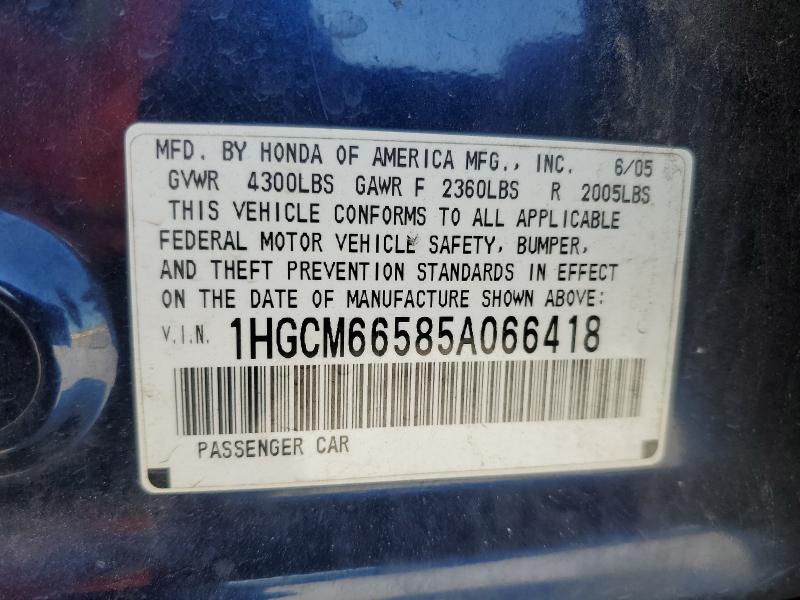 MFD. BY HONDA OF AMERICA MFG., INC. 6/05
GVWR 4300LBS GAWR F 2360LBS R 2005LBS
THIS VEHICLE CONFORMS TO ALL APPLICABLE
FEDERAL MOTOR VEHICLE SAFETY, BUMPER,
AND THEFT PREVENTION STANDARDS IN EFFECT
ON THE DATE OF MANUFACTURE SHOWN ABOVE:
V.I.N. 1HGCM66585A066418
PASSENGER CAR